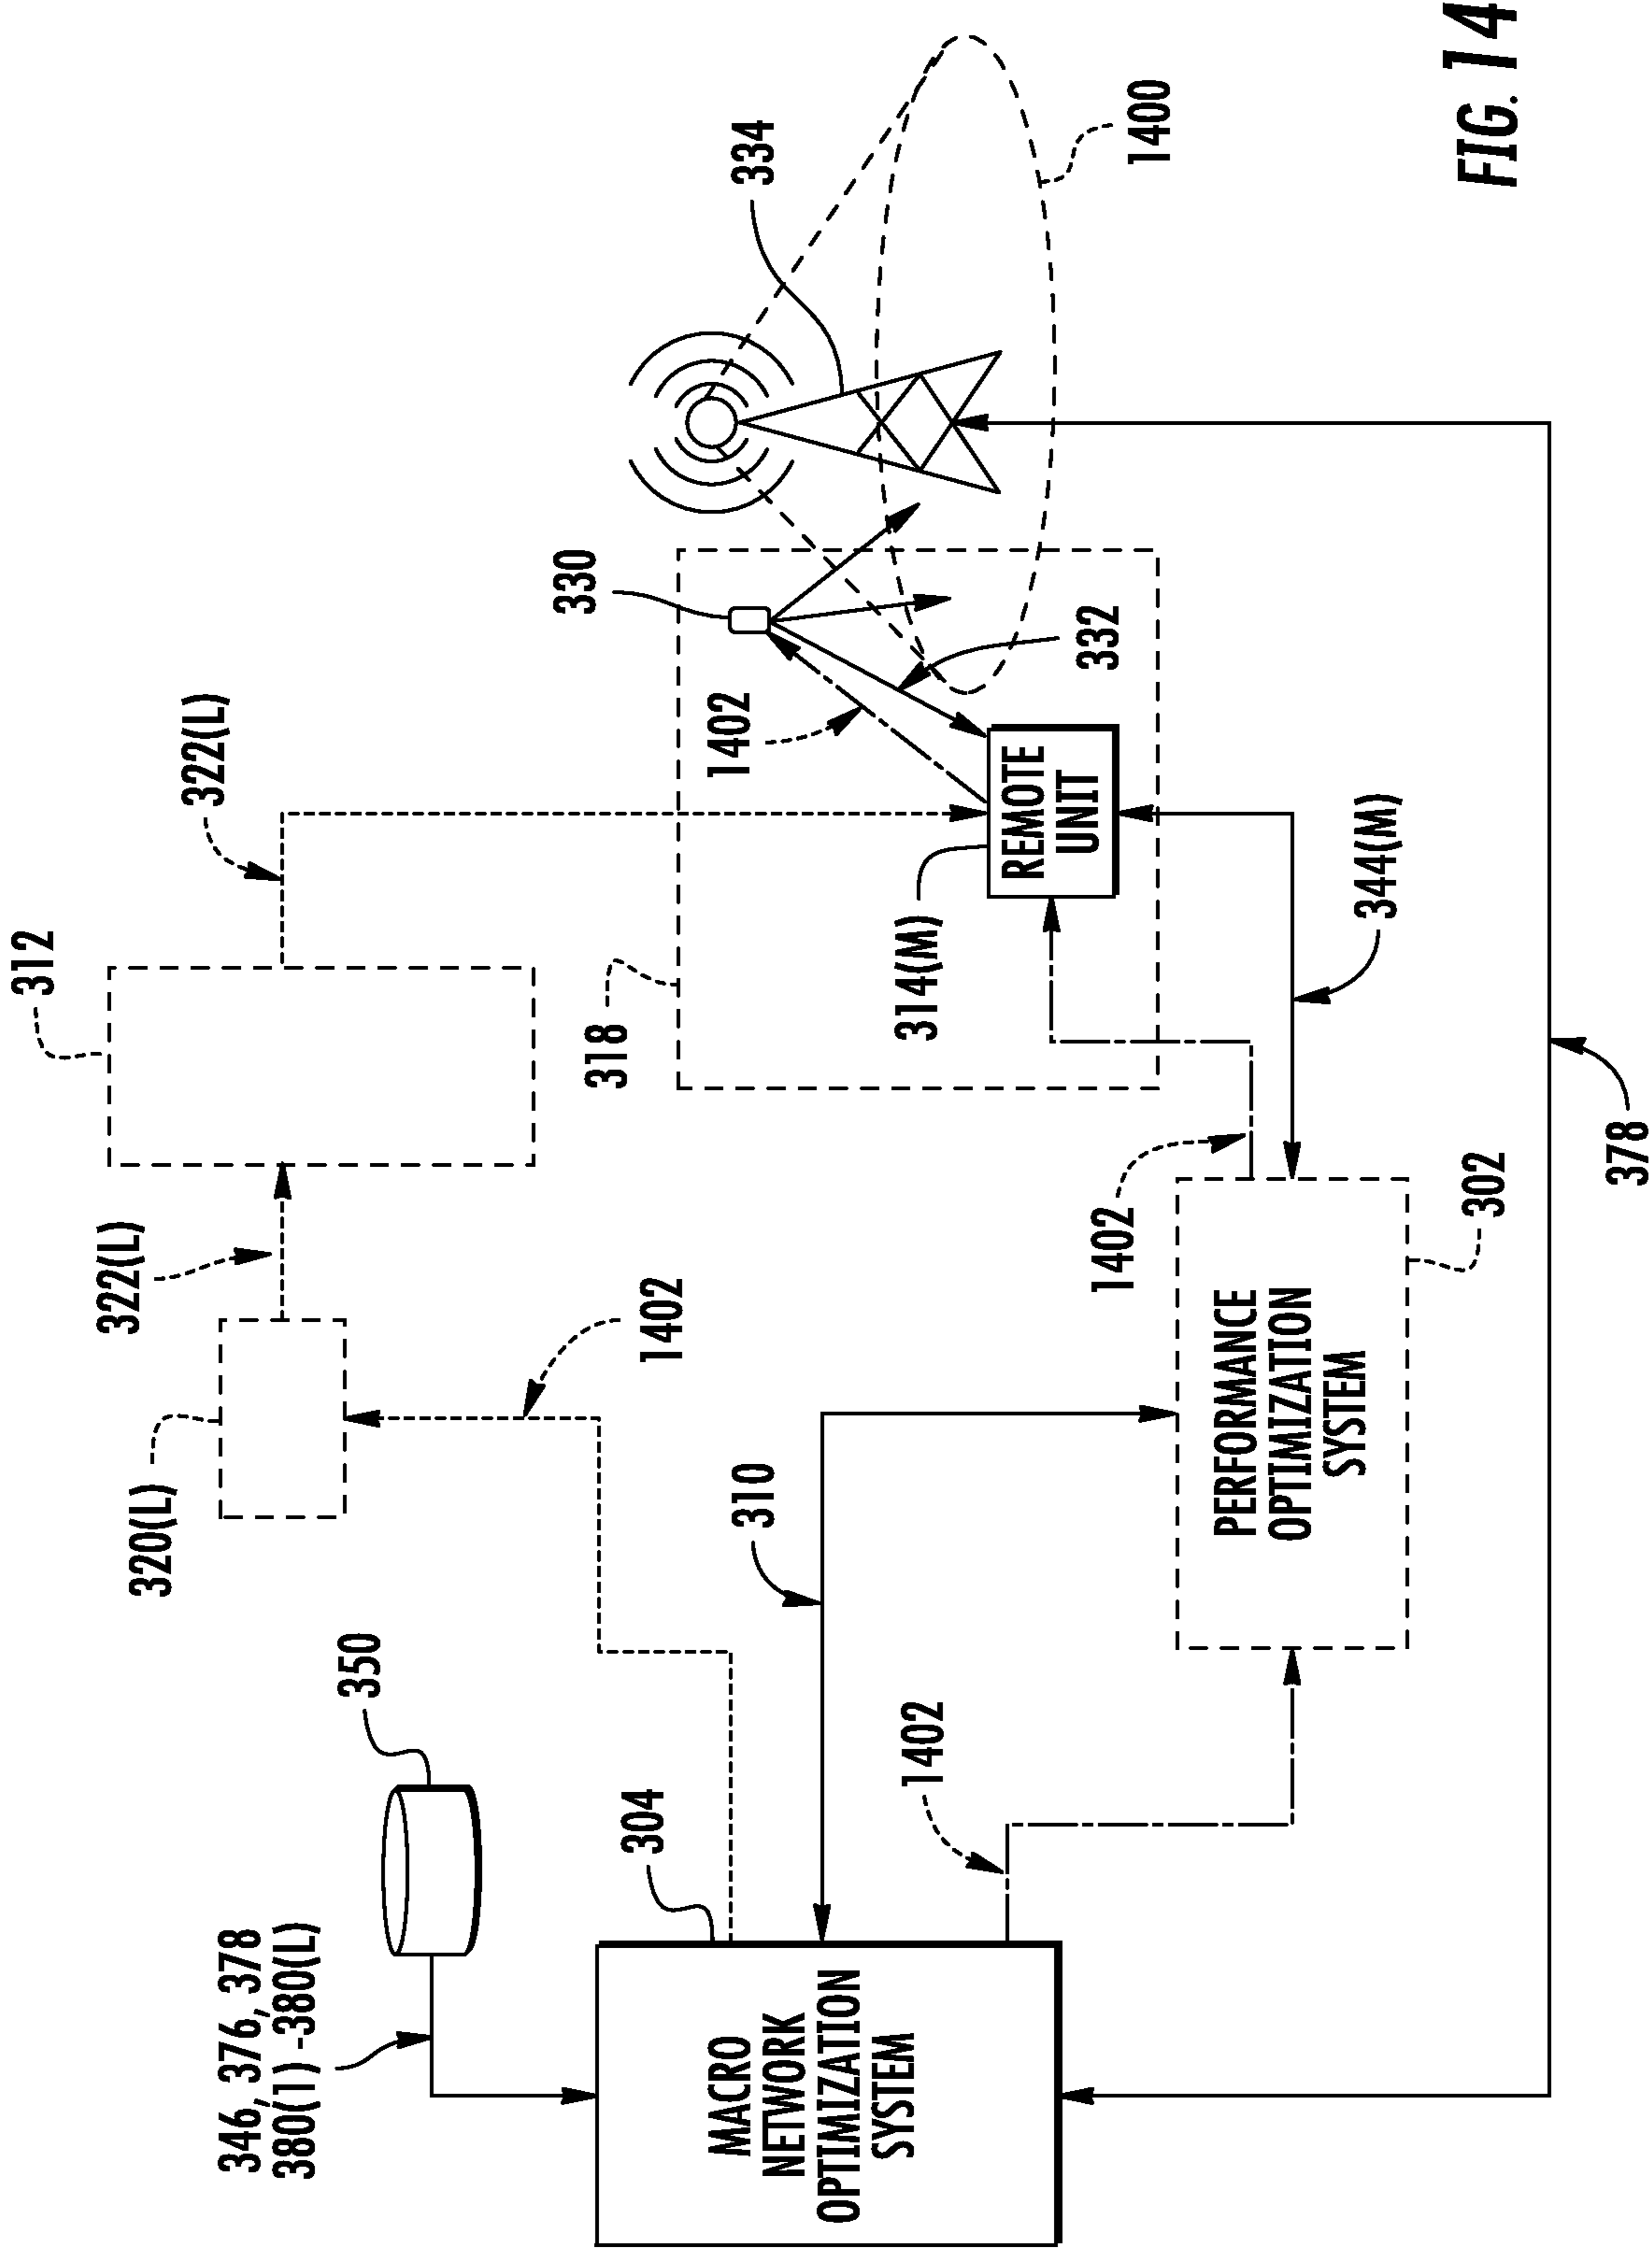 346, 376, 378
380(1) -380(L)
350
320(L)
322(L)
312
322(L)
304
MACRO
NETWORK
OPTIMIZATION
SYSTEM
1402
310
1402
1402
PERFORMANCE
OPTIMIZATION
SYSTEM
302
318
314(M)
REMOTE
UNIT
1402
330
332
334
1400
344(M)
378
FIG. 14